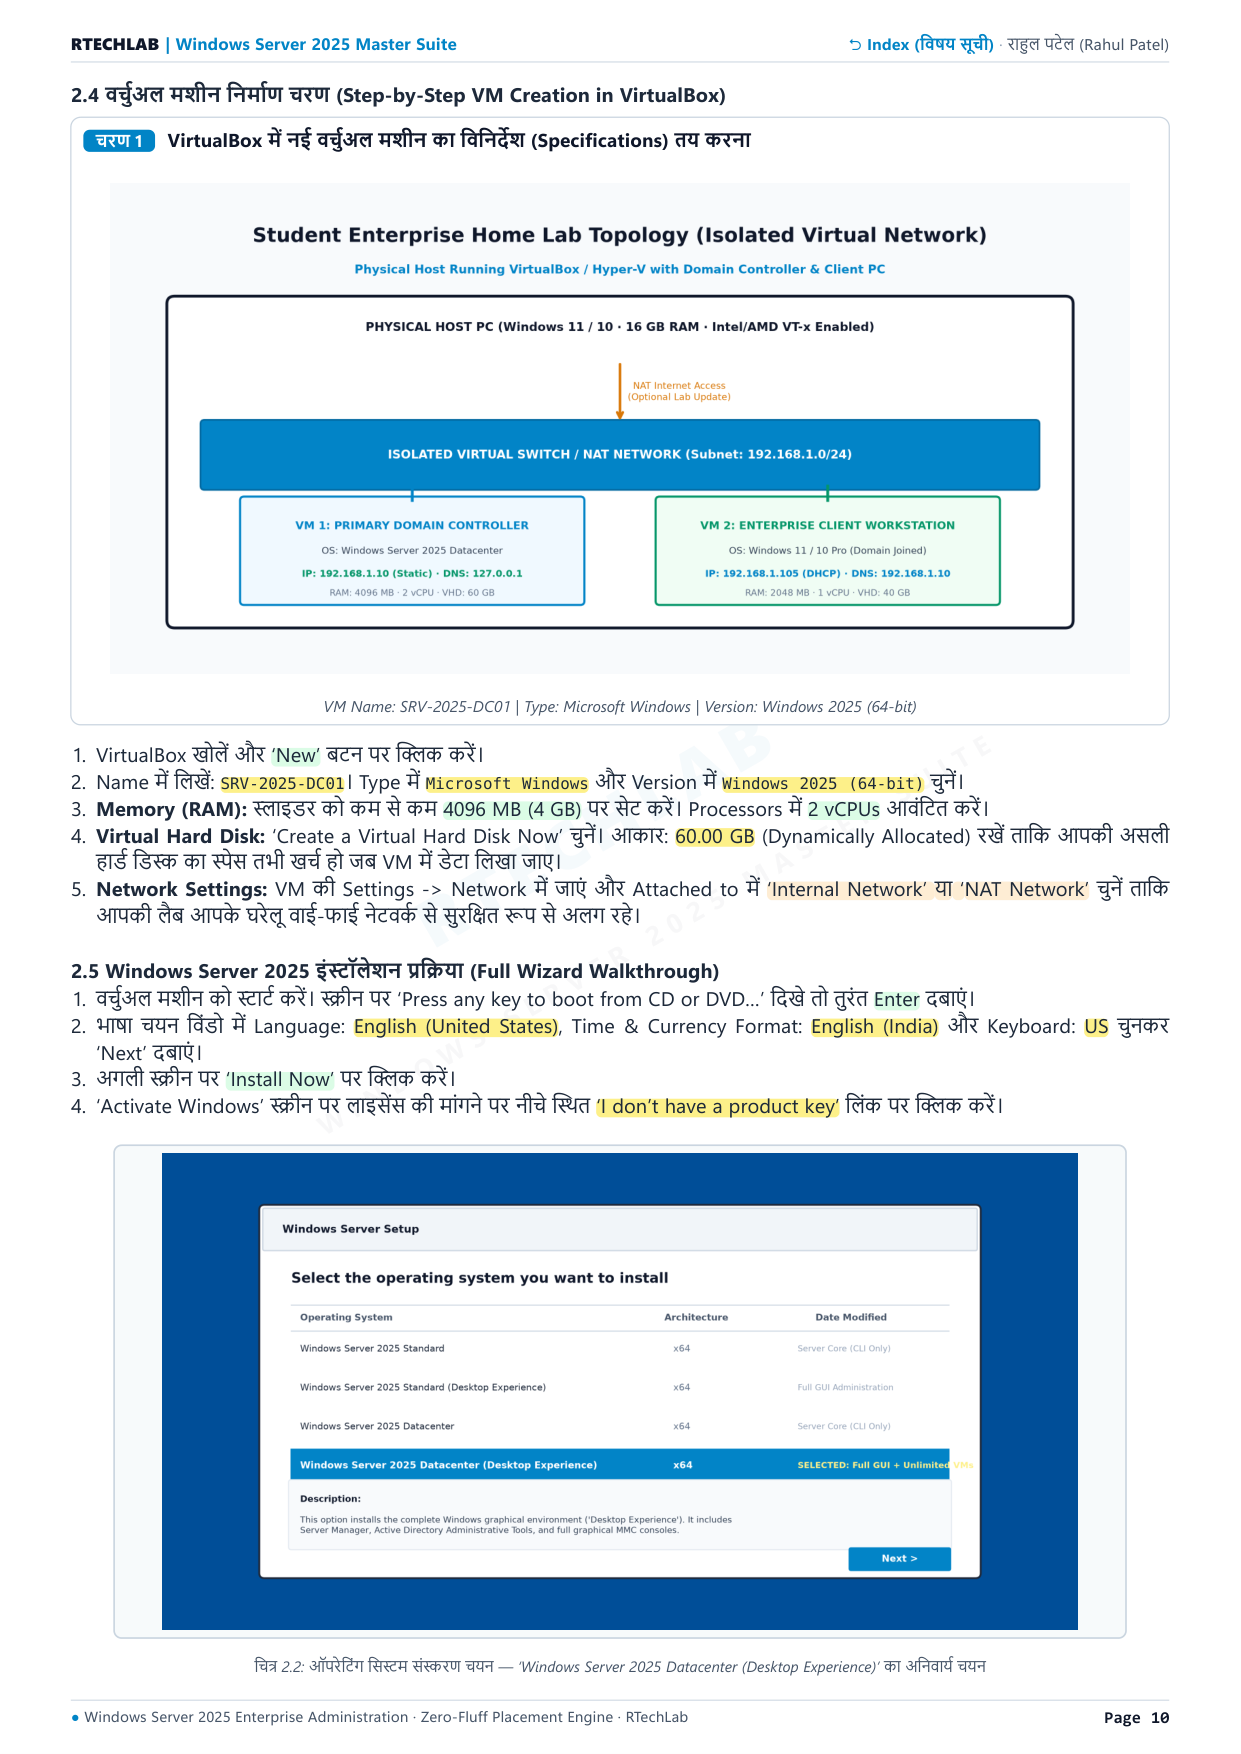 RTECHLAB | Windows Server 2025 Master Suite
⮌ Index (विषय सूची) · राहुल पटेल (Rahul Patel)
2.4 वर्चुअल मशीन निर्माण चरण (Step-by-Step VM Creation in VirtualBox)
चरण 1 VirtualBox में नई वर्चुअल मशीन का विनिर्देश (Specifications) तय करना
Student Enterprise Home Lab Topology (Isolated Virtual Network)
Physical Host Running VirtualBox / Hyper-V with Domain Controller & Client PC
PHYSICAL HOST PC (Windows 11 / 10 · 16 GB RAM · Intel/AMD VT-x Enabled)
NAT Internet Access
(Optional Lab Update)
ISOLATED VIRTUAL SWITCH / NAT NETWORK (Subnet: 192.168.1.0/24)
VM 1: PRIMARY DOMAIN CONTROLLER
OS: Windows Server 2025 Datacenter
IP: 192.168.1.10 (Static) · DNS: 127.0.0.1
RAM: 4096 MB · 2 vCPU · VHD: 60 GB
VM 2: ENTERPRISE CLIENT WORKSTATION
OS: Windows 11 / 10 Pro (Domain Joined)
IP: 192.168.1.105 (DHCP) · DNS: 192.168.1.10
RAM: 2048 MB · 1 vCPU · VHD: 40 GB
VM Name: SRV-2025-DC01 | Type: Microsoft Windows | Version: Windows 2025 (64-bit)
1. VirtualBox खोलें और ‘New’ बटन पर क्लिक करें।
2. Name में लिखें: SRV-2025-DC01। Type में Microsoft Windows और Version में Windows 2025 (64-bit) चुनें।
3. Memory (RAM): स्लाइडर को कम से कम 4096 MB (4 GB) पर सेट करें। Processors में 2 vCPUs आवंटित करें।
4. Virtual Hard Disk: ‘Create a Virtual Hard Disk Now’ चुनें। आकार: 60.00 GB (Dynamically Allocated) रखें ताकि आपकी असली
हार्ड डिस्क का स्पेस तभी खर्च हो जब VM में डेटा लिखा जाए।
5. Network Settings: VM की Settings -> Network में जाएं और Attached to में ‘Internal Network’ या ‘NAT Network’ चुनें ताकि
आपकी लैब आपके घरेलू वाई-फाई नेटवर्क से सुरक्षित रूप से अलग रहे।
2.5 Windows Server 2025 इंस्टॉलेशन प्रक्रिया (Full Wizard Walkthrough)
1. वर्चुअल मशीन को स्टार्ट करें। स्क्रीन पर ‘Press any key to boot from CD or DVD...’ दिखे तो तुरंत Enter दबाएं।
2. भाषा चयन विंडो में Language: English (United States), Time & Currency Format: English (India) और Keyboard: US चुनकर
‘Next’ दबाएं।
3. अगली स्क्रीन पर ‘Install Now’ पर क्लिक करें।
4. ‘Activate Windows’ स्क्रीन पर लाइसेंस की मांगने पर नीचे स्थित ‘I don’t have a product key’ लिंक पर क्लिक करें।
Windows Server Setup
Select the operating system you want to install
Operating System Architecture Date Modified
Windows Server 2025 Standard x64 Server Core (CLI Only)
Windows Server 2025 Standard (Desktop Experience) x64 Full GUI Administration
Windows Server 2025 Datacenter x64 Server Core (CLI Only)
Windows Server 2025 Datacenter (Desktop Experience) x64 SELECTED: Full GUI + Unlimited VMs
Description:
This option installs the complete Windows graphical environment ('Desktop Experience'). It includes
Server Manager, Active Directory Administrative Tools, and full graphical MMC consoles.
Next >
चित्र 2.2: ऑपरेटिंग सिस्टम संस्करण चयन — ‘Windows Server 2025 Datacenter (Desktop Experience)’ का अनिवार्य चयन
● Windows Server 2025 Enterprise Administration · Zero-Fluff Placement Engine · RTechLab
Page 10